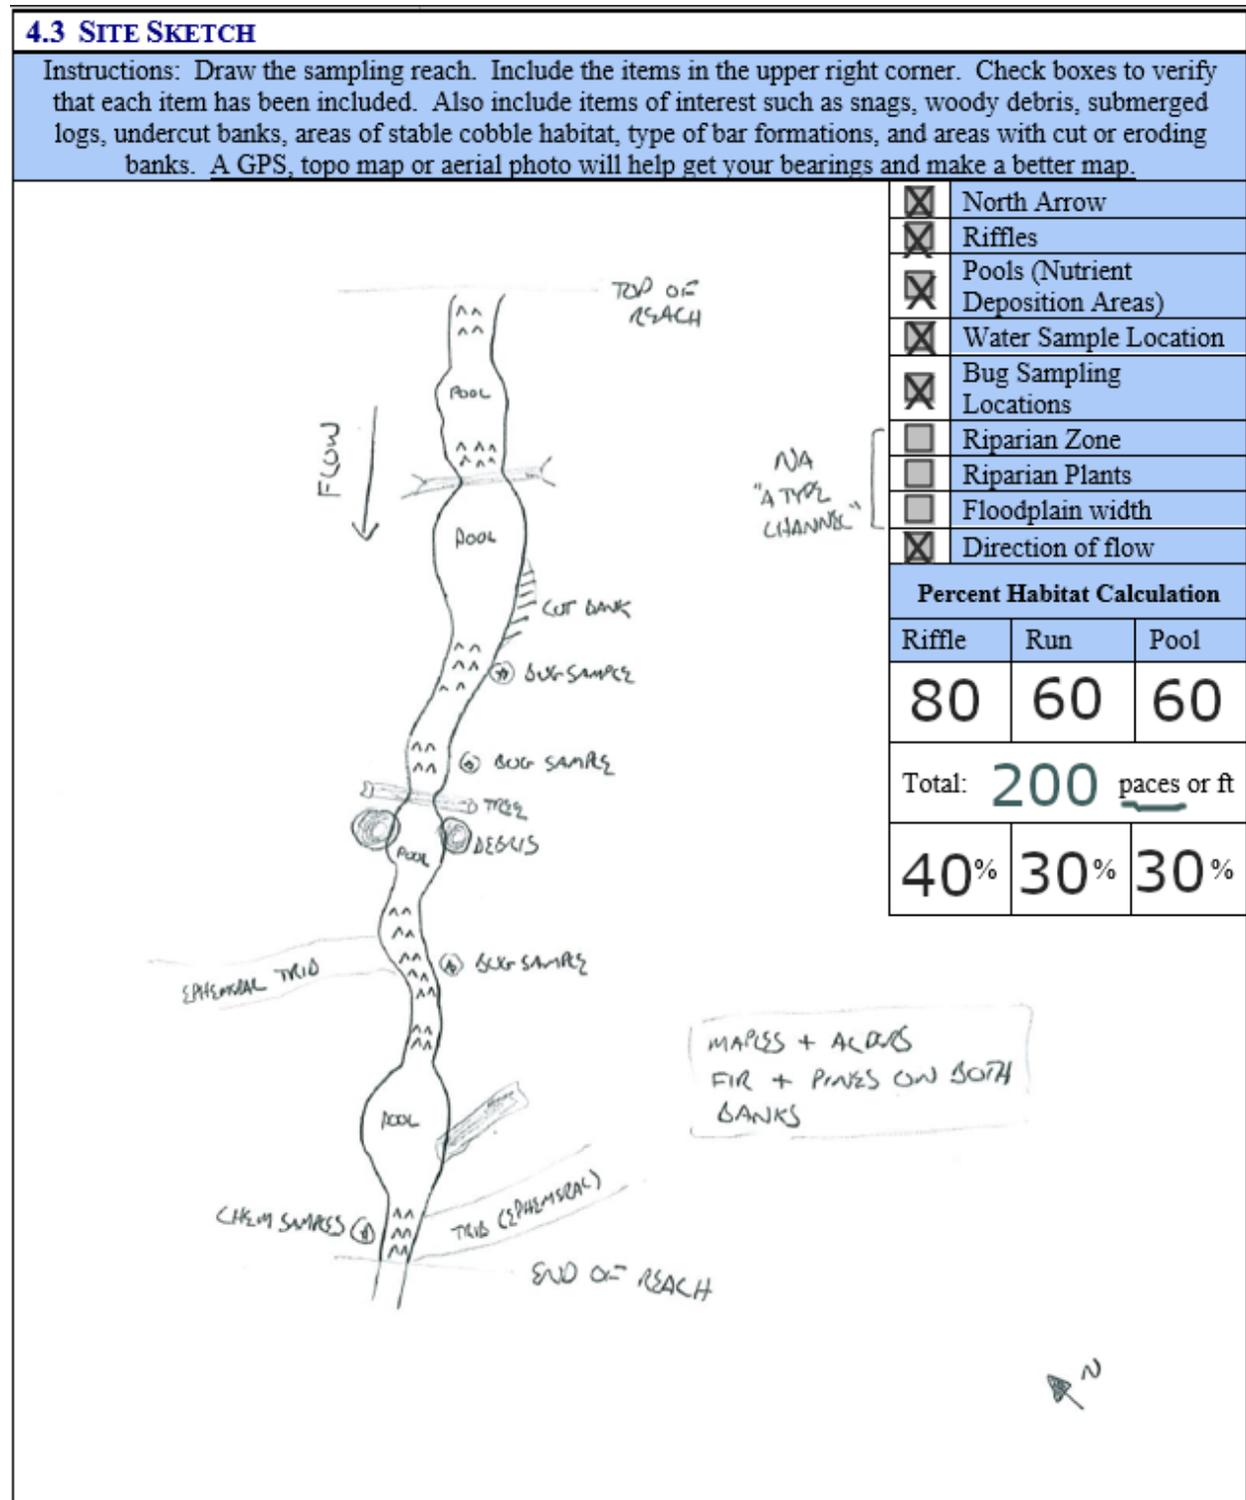 4.3 SITE SKETCH
Instructions: Draw the sampling reach. Include the items in the upper right corner. Check boxes to verify
that each item has been included. Also include items of interest such as snags, woody debris, submerged
logs, undercut banks, areas of stable cobble habitat, type of bar formations, and areas with cut or eroding
banks. A GPS, topo map or aerial photo will help get your bearings and make a better map.
North Arrow
Riffles
Pools (Nutrient
Deposition Areas)
Water Sample Location
Bug Sampling
Locations
Riparian Zone
Riparian Plants
Floodplain width
Direction of flow
NA
"A TYPE
CHANNEL"
Percent Habitat Calculation
Riffle Run Pool
80 60 60
Total: 200 paces or ft
40% 30% 30%
TOP OF
REACH
POOL
FLOW
POOL
CUT BANK
BUG SAMPLE
BUG SAMPLE
TREE
POOL
DEBRIS
BUG SAMPLE
EPHEMERAL TRIB
MAPLES + ALDERS
FIR + PINES ON BOTH
BANKS
POOL
CHEM SAMPLES
TRIB (EPHEMERAL)
END OF REACH
N